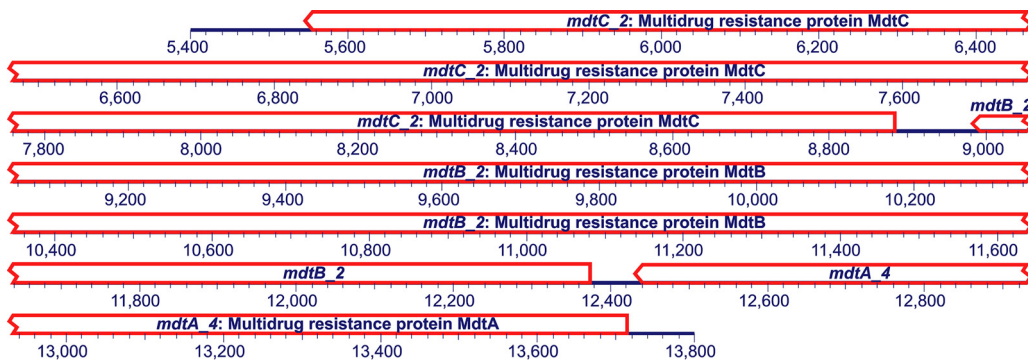 mdtC_2: Multidrug resistance protein MdtC
5,400 5,600 5,800 6,000 6,200 6,400
mdtC_2: Multidrug resistance protein MdtC
6,600 6,800 7,000 7,200 7,400 7,600
mdtB_2
mdtC_2: Multidrug resistance protein MdtC
7,800 8,000 8,200 8,400 8,600 8,800 9,000
mdtB_2: Multidrug resistance protein MdtB
9,200 9,400 9,600 9,800 10,000 10,200
mdtB_2: Multidrug resistance protein MdtB
10,400 10,600 10,800 11,000 11,200 11,400 11,600
mdtB_2 mdtA_4
11,800 12,000 12,200 12,400 12,600 12,800
mdtA_4: Multidrug resistance protein MdtA
13,000 13,200 13,400 13,600 13,800